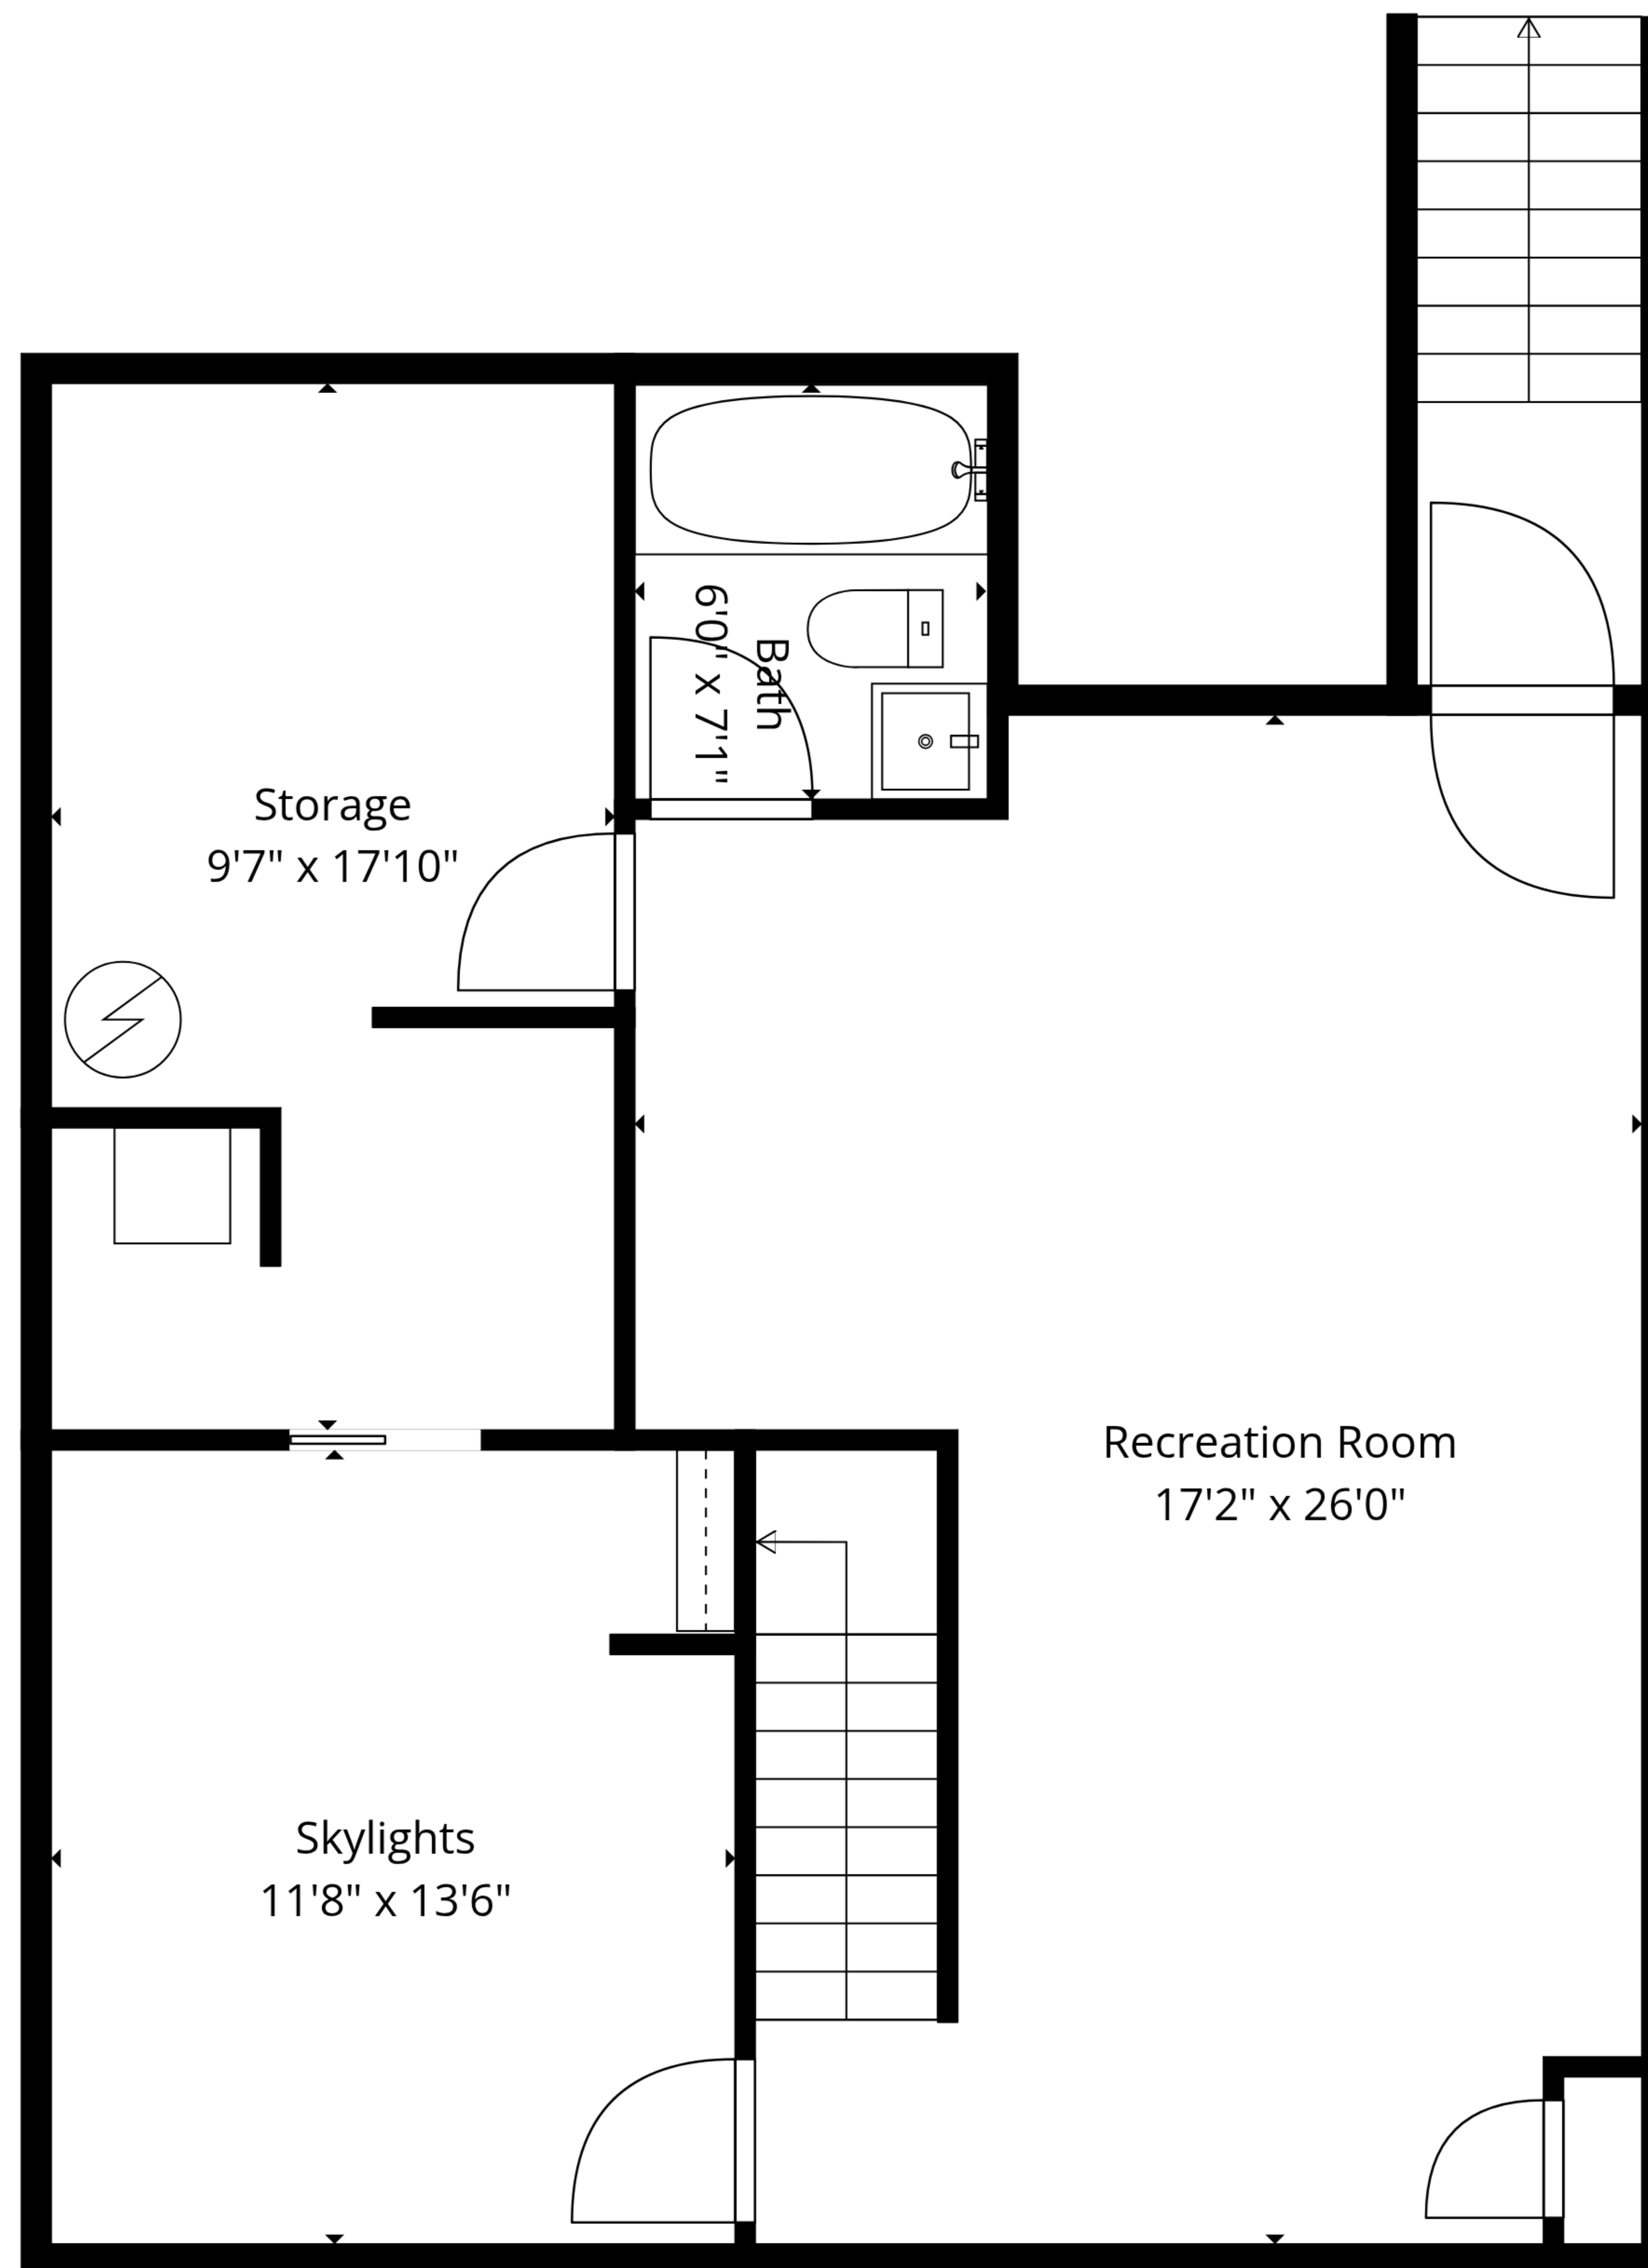 Bath
6'0" x 7'1"
Storage
9'7" x 17'10"
Recreation Room
17'2" x 26'0"
Skylights
11'8" x 13'6"